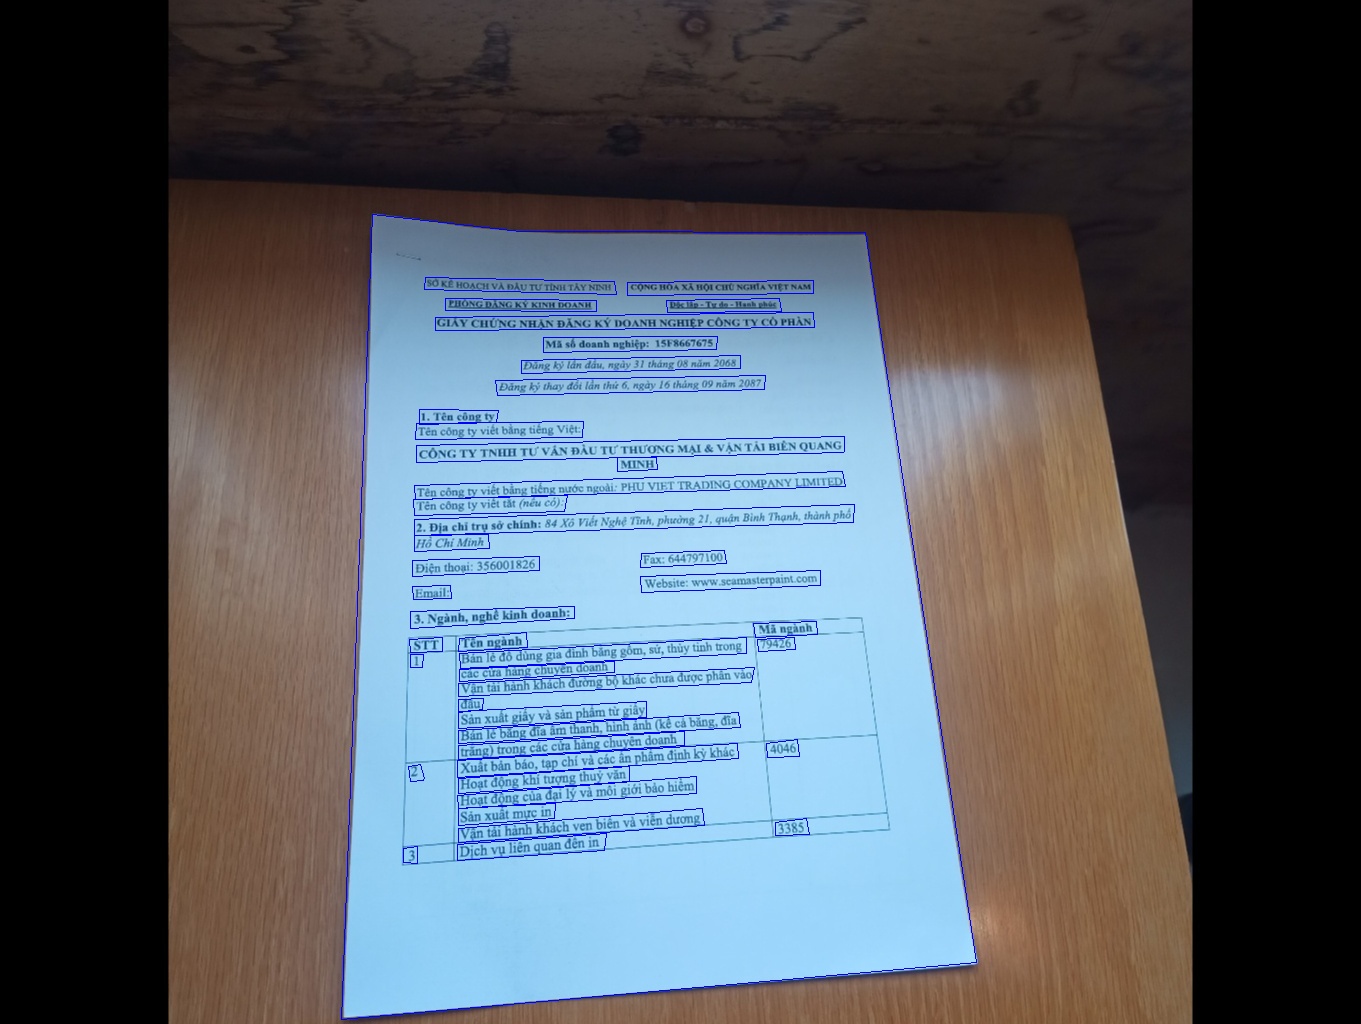 SỞ KẾ HOẠCH VÀ ĐẦU TƯ TỈNH TÂY NINH
CỘNG HÒA XÃ HỘI CHỦ NGHĨA VIỆT NAM
PHÒNG ĐĂNG KÝ KINH DOANH
Độc lập - Tự do - Hạnh phúc
GIẤY CHỨNG NHẬN ĐĂNG KÝ DOANH NGHIỆP CÔNG TY CỔ PHẦN
Mã số doanh nghiệp: 15F8667675
Đăng ký lần đầu, ngày 31 tháng 08 năm 2068
Đăng ký thay đổi lần thứ 6, ngày 16 tháng 09 năm 2087
1. Tên công ty
Tên công ty viết bằng tiếng Việt:
CÔNG TY TNHH TƯ VẤN ĐẦU TƯ THƯƠNG MẠI & VẬN TẢI BIỂN QUANG
MINH
Tên công ty viết bằng tiếng nước ngoài: PHU VIET TRADING COMPANY LIMITED
Tên công ty viết tắt (nếu có):
2. Địa chỉ trụ sở chính: 84 Xô Viết Nghệ Tĩnh, phường 21, quận Bình Thạnh, thành phố
Hồ Chí Minh
Điện thoại: 356001826
Fax: 644797100
Email:
Website: www.seamasterpaint.com
3. Ngành, nghề kinh doanh:
STT Tên ngành Mã ngành
1 Bán lẻ đồ dùng gia đình bằng gốm, sứ, thủy tinh trong 79426
các cửa hàng chuyên doanh
Vận tải hành khách đường bộ khác chưa được phân vào
đâu
Sản xuất giấy và sản phẩm từ giấy
Bán lẻ băng đĩa âm thanh, hình ảnh (kể cả băng, đĩa
trắng) trong các cửa hàng chuyên doanh
2 Xuất bản báo, tạp chí và các ấn phẩm định kỳ khác 4046
Hoạt động khí tượng thuỷ văn
Hoạt động của đại lý và môi giới bảo hiểm
Sản xuất mực in
Vận tải hành khách ven biển và viễn dương
3 Dịch vụ liên quan đến in 3385